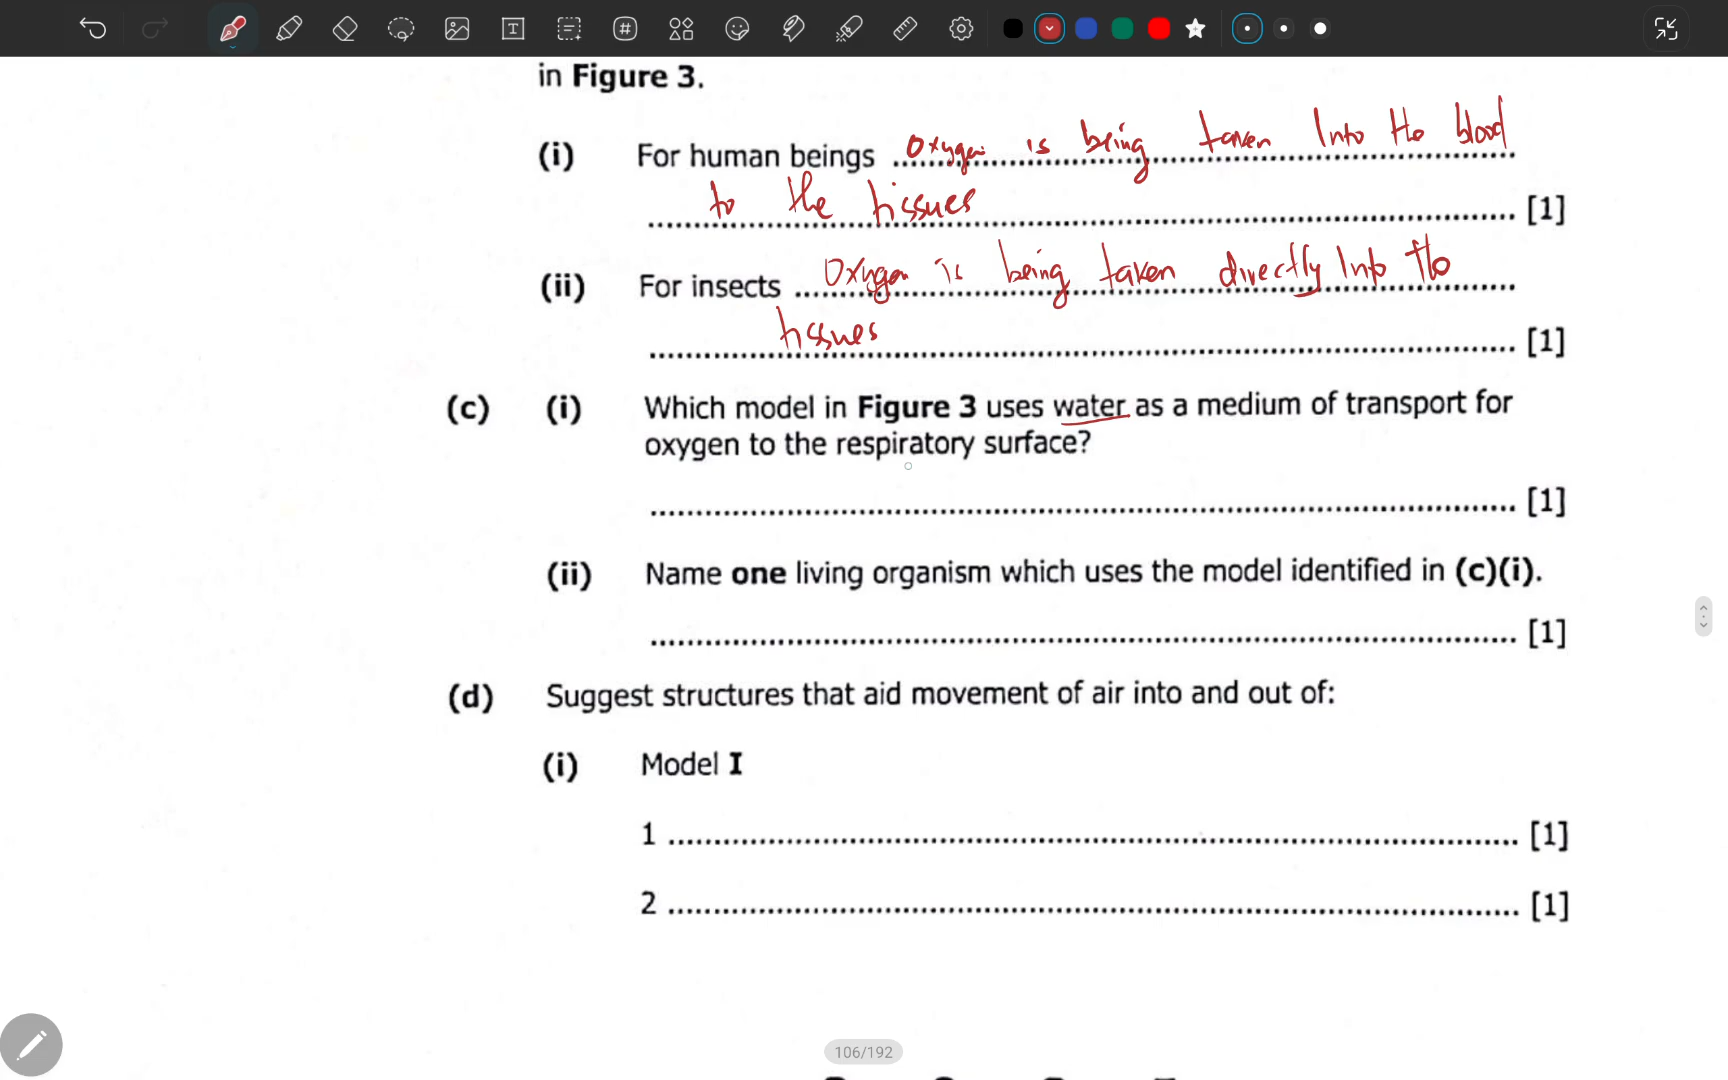 in Figure 3.
(i) For human beings Oxygen is being taken Into the blood
to the tissues [1]
(ii) For insects Oxygen is being taken directly Into the
tissues [1]
(c) (i) Which model in Figure 3 uses water as a medium of transport for
oxygen to the respiratory surface?
[1]
(ii) Name one living organism which uses the model identified in (c)(i).
[1]
(d) Suggest structures that aid movement of air into and out of:
(i) Model I
1 [1]
2 [1]
106/192